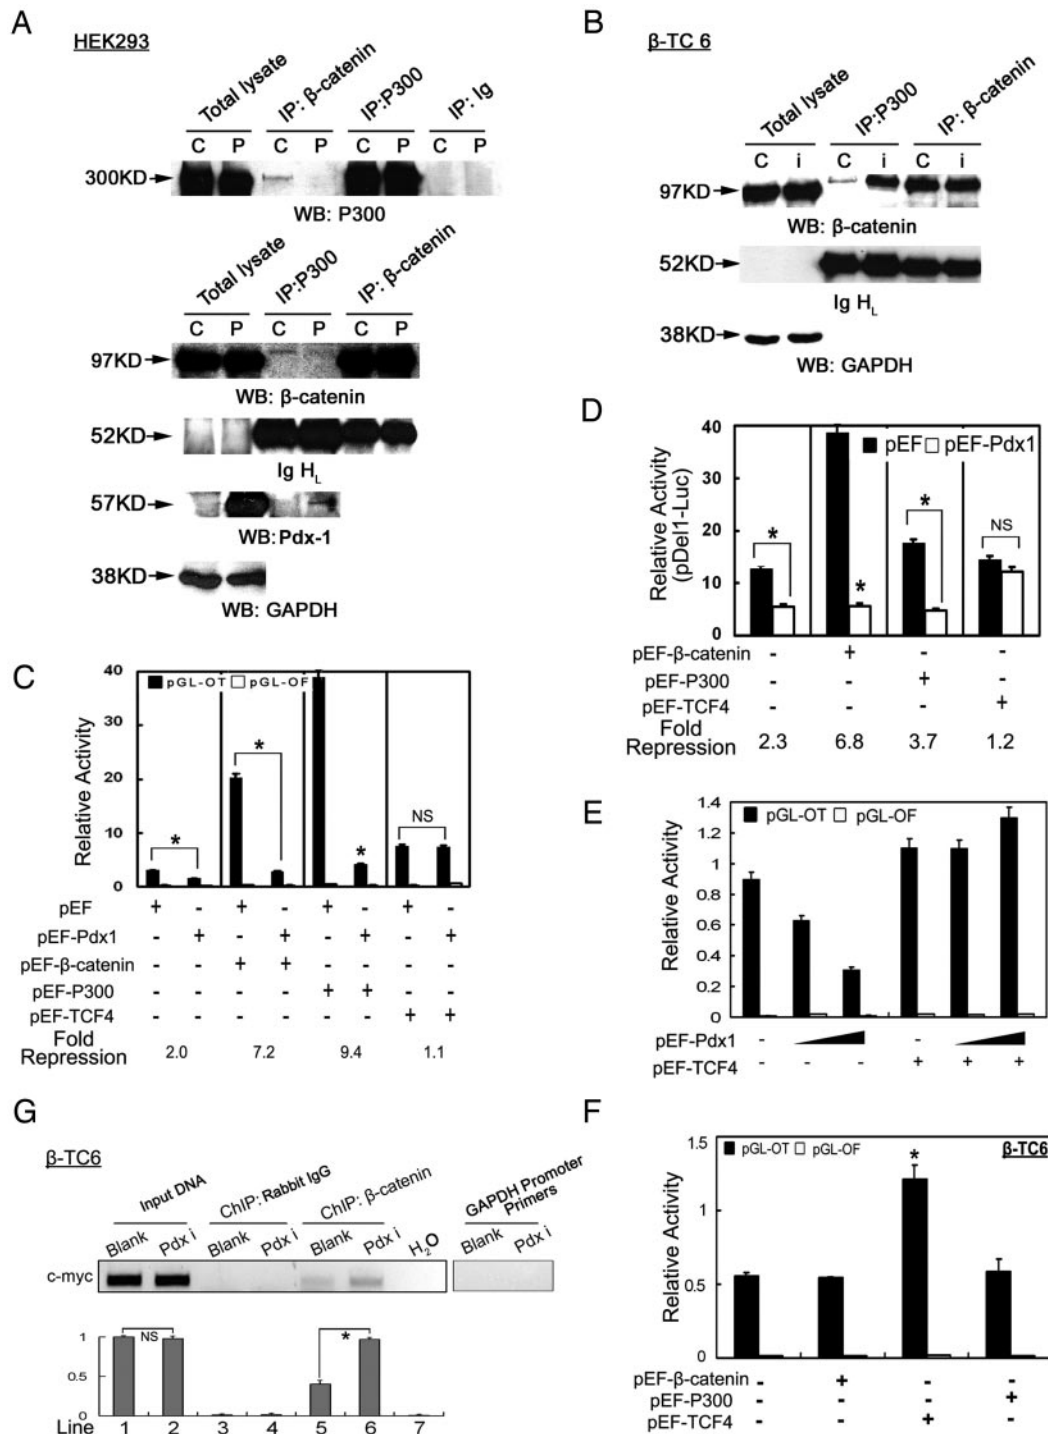 A
HEK293
Total lysate
IP: β-catenin
IP:P300
IP: Ig
C P C P C P C P
300KD
WB: P300
Total lysate
IP:P300
IP: β-catenin
C P C P C P
97KD
WB: β-catenin
52KD
Ig HL
57KD
WB:Pdx-1
38KD
WB: GAPDH
B
β-TC 6
Total lysate
IP:P300
IP: β-catenin
C i C i C i
97KD
WB: β-catenin
52KD
Ig HL
38KD
WB: GAPDH
C
pGL-OT pGL-OF
Relative Activity
40
30
20
10
0
* * * NS
pEF + - + - + - + -
pEF-Pdx1 - + - + - + - +
pEF-β-catenin - - + + - - - -
pEF-P300 - - - - + + - -
pEF-TCF4 - - - - - - + +
Fold
Repression
2.0 7.2 9.4 1.1
D
pEF pEF-Pdx1
Relative Activity
(pDel1-Luc)
40
30
20
10
0
* * * NS
pEF-β-catenin - + - -
pEF-P300 - - + -
pEF-TCF4 - - - +
Fold
Repression
2.3 6.8 3.7 1.2
E
pGL-OT pGL-OF
Relative Activity
1.4
1.2
1
0.8
0.6
0.4
0.2
0
pEF-Pdx1 - -
pEF-TCF4 - - - + + +
G
β-TC6
Input DNA
ChIP: Rabbit IgG
ChIP: β-catenin
GAPDH Promoter
Primers
Blank Pdx i Blank Pdx i Blank Pdx i H2O Blank Pdx i
c-myc
1
0.5
0
NS *
Line 1 2 3 4 5 6 7
F
pGL-OT pGL-OF
β-TC6
Relative Activity
1.5
1
0.5
0
*
pEF-β-catenin - + - -
pEF-P300 - - - +
pEF-TCF4 - - + -